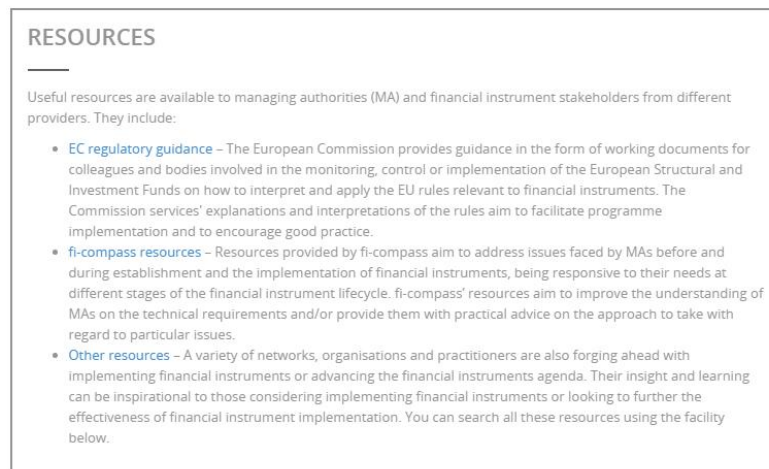 RESOURCES
Useful resources are available to managing authorities (MA) and financial instrument stakeholders from different
providers. They include:
• EC regulatory guidance – The European Commission provides guidance in the form of working documents for
colleagues and bodies involved in the monitoring, control or implementation of the European Structural and
Investment Funds on how to interpret and apply the EU rules relevant to financial instruments. The
Commission services' explanations and interpretations of the rules aim to facilitate programme
implementation and to encourage good practice.
• fi-compass resources – Resources provided by fi-compass aim to address issues faced by MAs before and
during establishment and the implementation of financial instruments, being responsive to their needs at
different stages of the financial instrument lifecycle. fi-compass' resources aim to improve the understanding of
MAs on the technical requirements and/or provide them with practical advice on the approach to take with
regard to particular issues.
• Other resources – A variety of networks, organisations and practitioners are also forging ahead with
implementing financial instruments or advancing the financial instruments agenda. Their insight and learning
can be inspirational to those considering implementing financial instruments or looking to further the
effectiveness of financial instrument implementation. You can search all these resources using the facility
below.